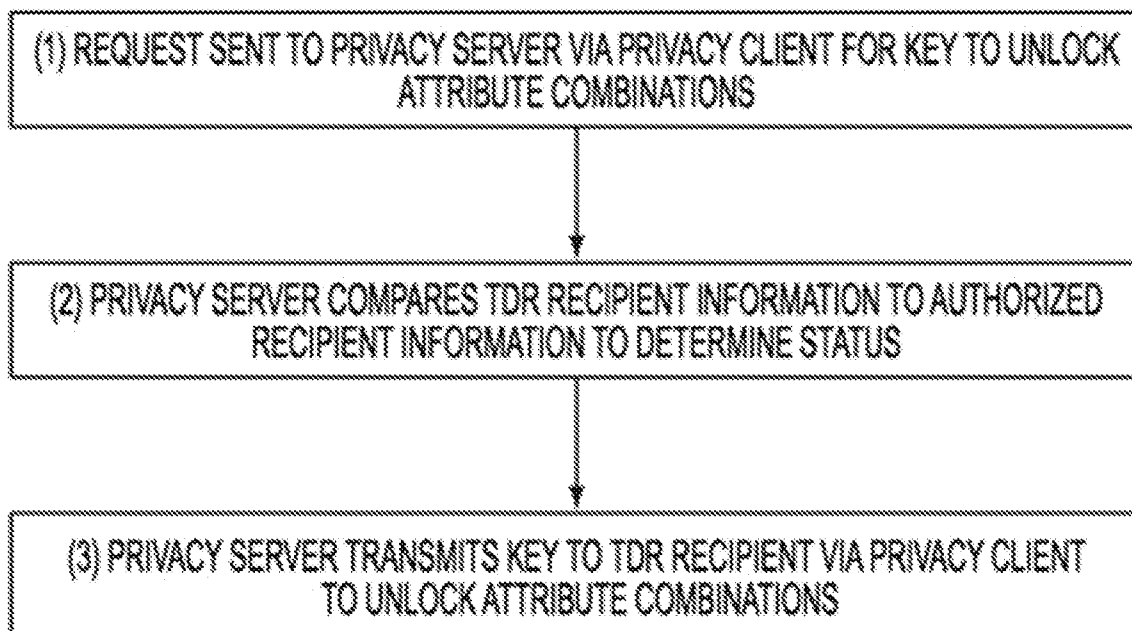 (1) REQUEST SENT TO PRIVACY SERVER VIA PRIVACY CLIENT FOR KEY TO UNLOCK
ATTRIBUTE COMBINATIONS
(2) PRIVACY SERVER COMPARES TDR RECIPIENT INFORMATION TO AUTHORIZED
RECIPIENT INFORMATION TO DETERMINE STATUS
(3) PRIVACY SERVER TRANSMITS KEY TO TDR RECIPIENT VIA PRIVACY CLIENT
TO UNLOCK ATTRIBUTE COMBINATIONS